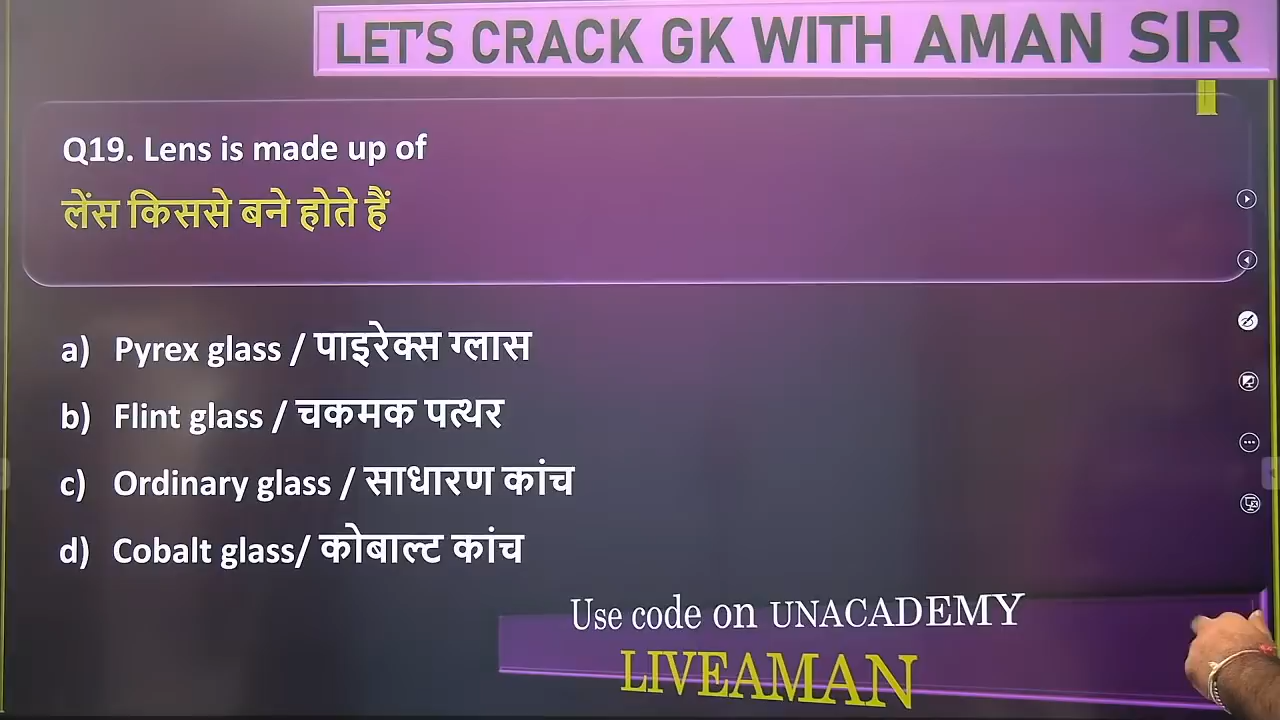 LET'S CRACK GK WITH AMAN SIR
Q19. Lens is made up of
लेंस किससे बने होते हैं
a) Pyrex glass / पाइरेक्स ग्लास
b) Flint glass / चकमक पत्थर
c) Ordinary glass / साधारण कांच
d) Cobalt glass/ कोबाल्ट कांच
Use code on UNACADEMY
LIVEAMAN